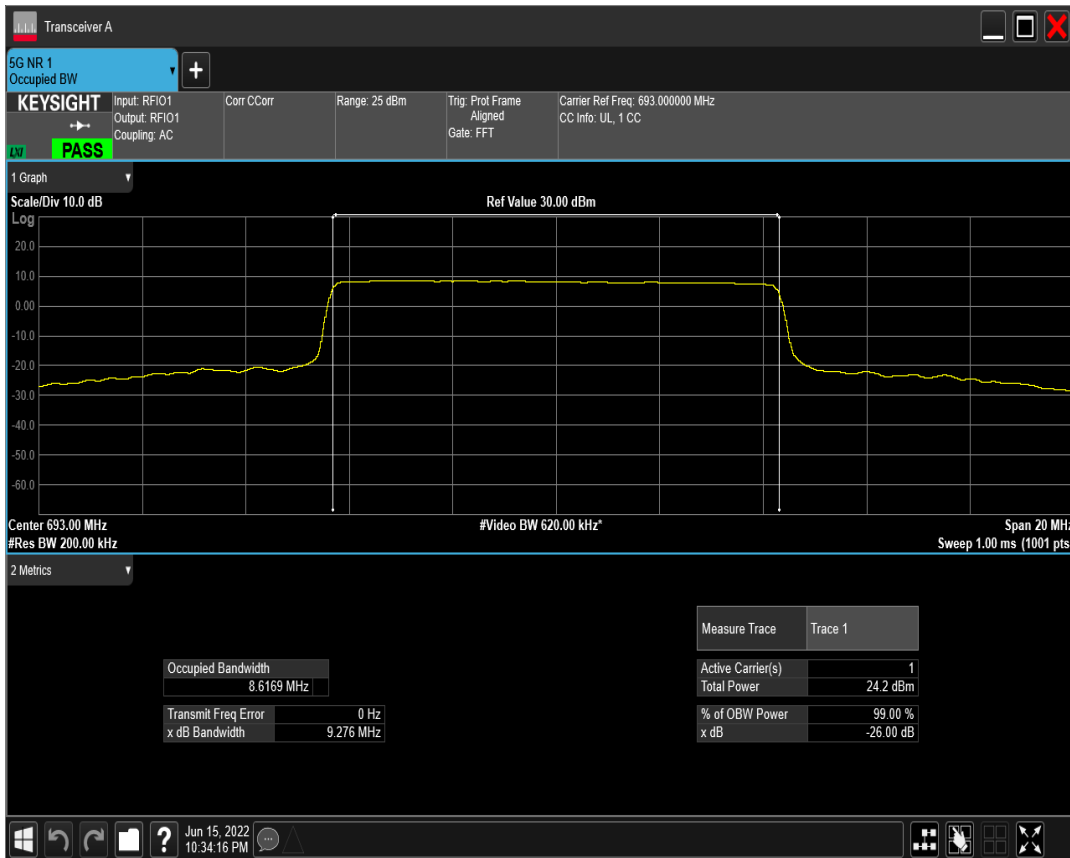 Transceiver A
5G NR 1
Occupied BW
+
KEYSIGHT
LXI
PASS
Input: RFIO1
Output: RFIO1
Coupling: AC
Corr CCorr
Range: 25 dBm
Trig: Prot Frame
Aligned
Gate: FFT
Carrier Ref Freq: 693.000000 MHz
CC Info: UL, 1 CC
1 Graph
Scale/Div 10.0 dB
Ref Value 30.00 dBm
Log
20.0
10.0
0.00
-10.0
-20.0
-30.0
-40.0
-50.0
-60.0
Center 693.00 MHz
#Video BW 620.00 kHz*
Span 20 MHz
#Res BW 200.00 kHz
Sweep 1.00 ms (1001 pts
2 Metrics
Measure Trace Trace 1
Occupied Bandwidth
8.6169 MHz
Active Carrier(s) 1
Total Power 24.2 dBm
Transmit Freq Error 0 Hz
x dB Bandwidth 9.276 MHz
% of OBW Power 99.00 %
x dB -26.00 dB
?
Jun 15, 2022
10:34:16 PM